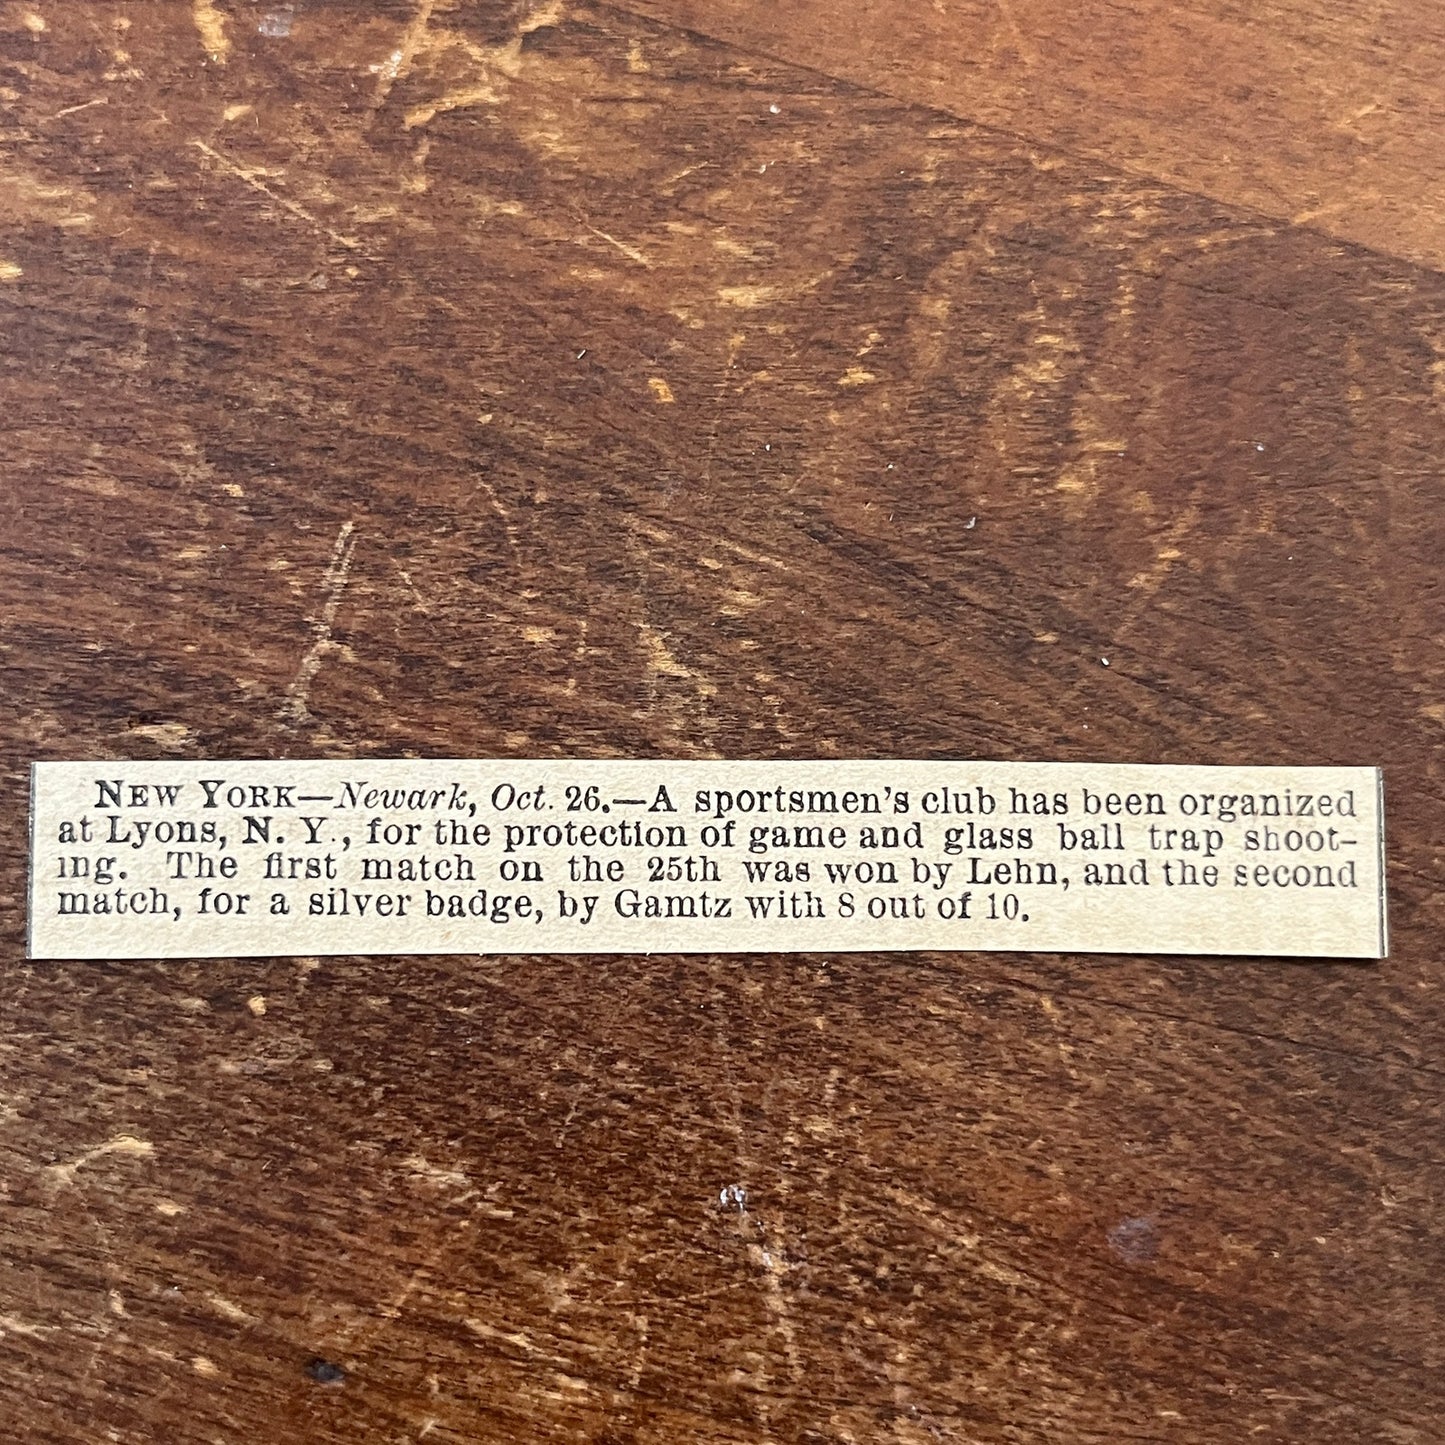 NEW YORK—Newark, Oct. 26.—A sportsmen's club has been organized
at Lyons, N. Y., for the protection of game and glass ball trap shoot-
ing. The first match on the 25th was won by Lehn, and the second
match, for a silver badge, by Gamtz with 8 out of 10.